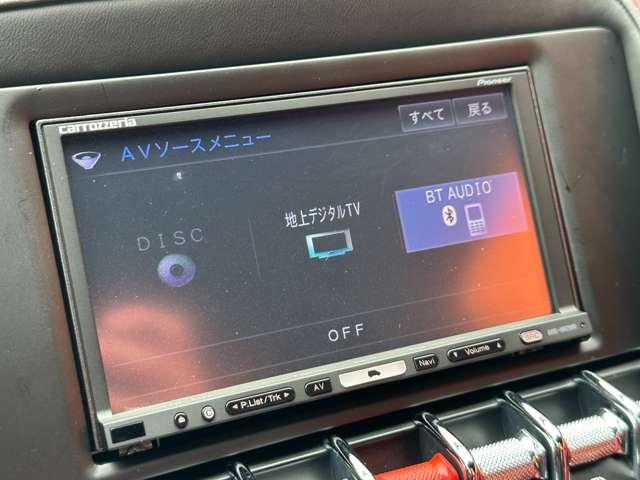 carrozzeria
Pioneer
AVソースメニュー
すべて
戻る
DISC
地上デジタルTV
BT AUDIO
OFF
P.List/Trk
AV
Navi
Volume